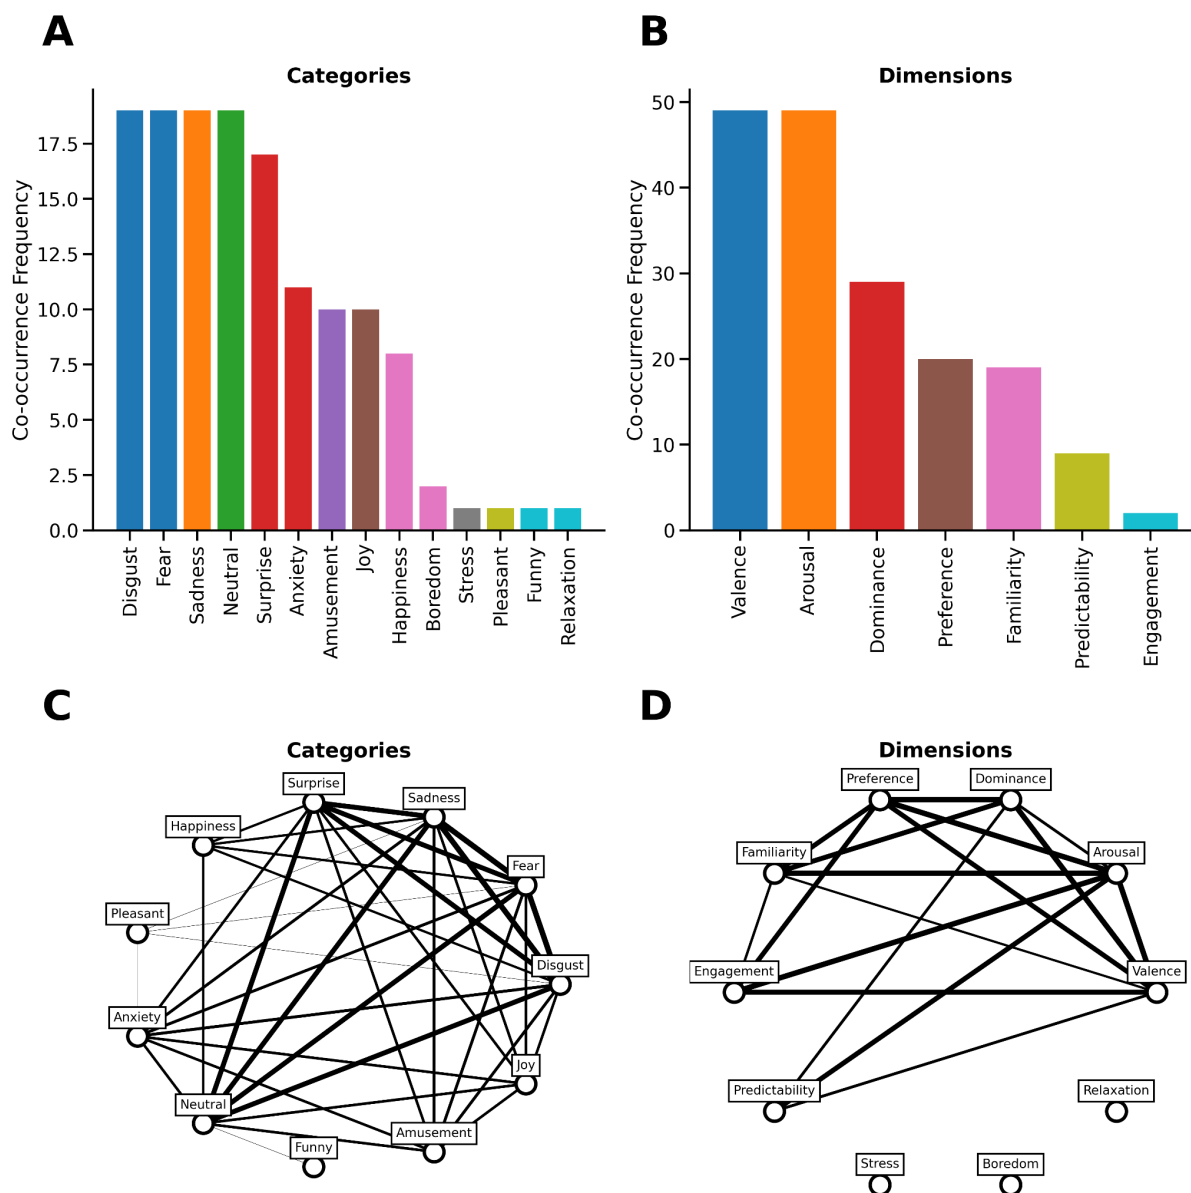 A
Categories
Co-occurrence Frequency
17.5
15.0
12.5
10.0
7.5
5.0
2.5
0.0
Disgust
Fear
Sadness
Neutral
Surprise
Anxiety
Amusement
Joy
Happiness
Boredom
Stress
Pleasant
Funny
Relaxation
B
Dimensions
Co-occurrence Frequency
50
40
30
20
10
0
Valence
Arousal
Dominance
Preference
Familiarity
Predictability
Engagement
C
Categories
Surprise
Sadness
Happiness
Fear
Pleasant
Disgust
Anxiety
Joy
Neutral
Amusement
Funny
D
Dimensions
Preference
Dominance
Familiarity
Arousal
Engagement
Valence
Predictability
Relaxation
Stress
Boredom